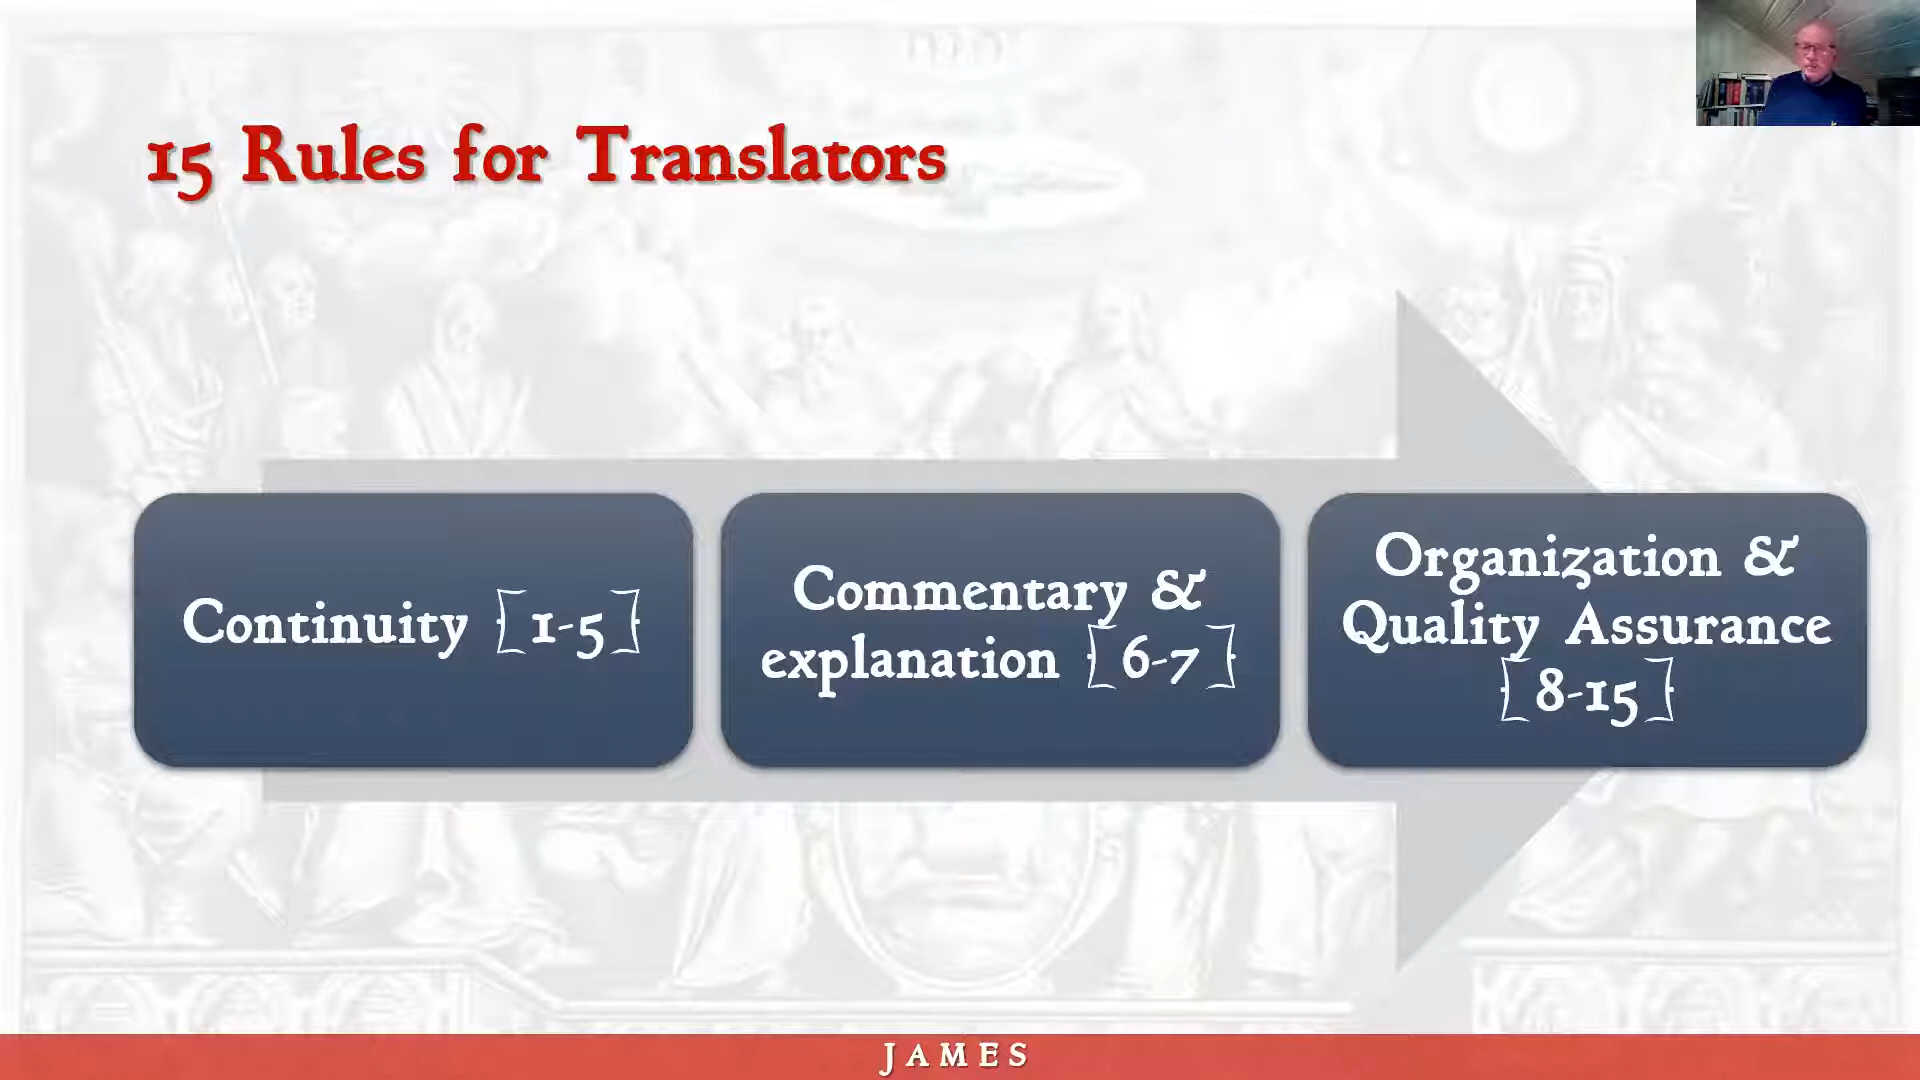 15 Rules for Translators
Continuity [1-5]
Commentary &
explanation [6-7]
Organization &
Quality Assurance
[8-15]
JAMES